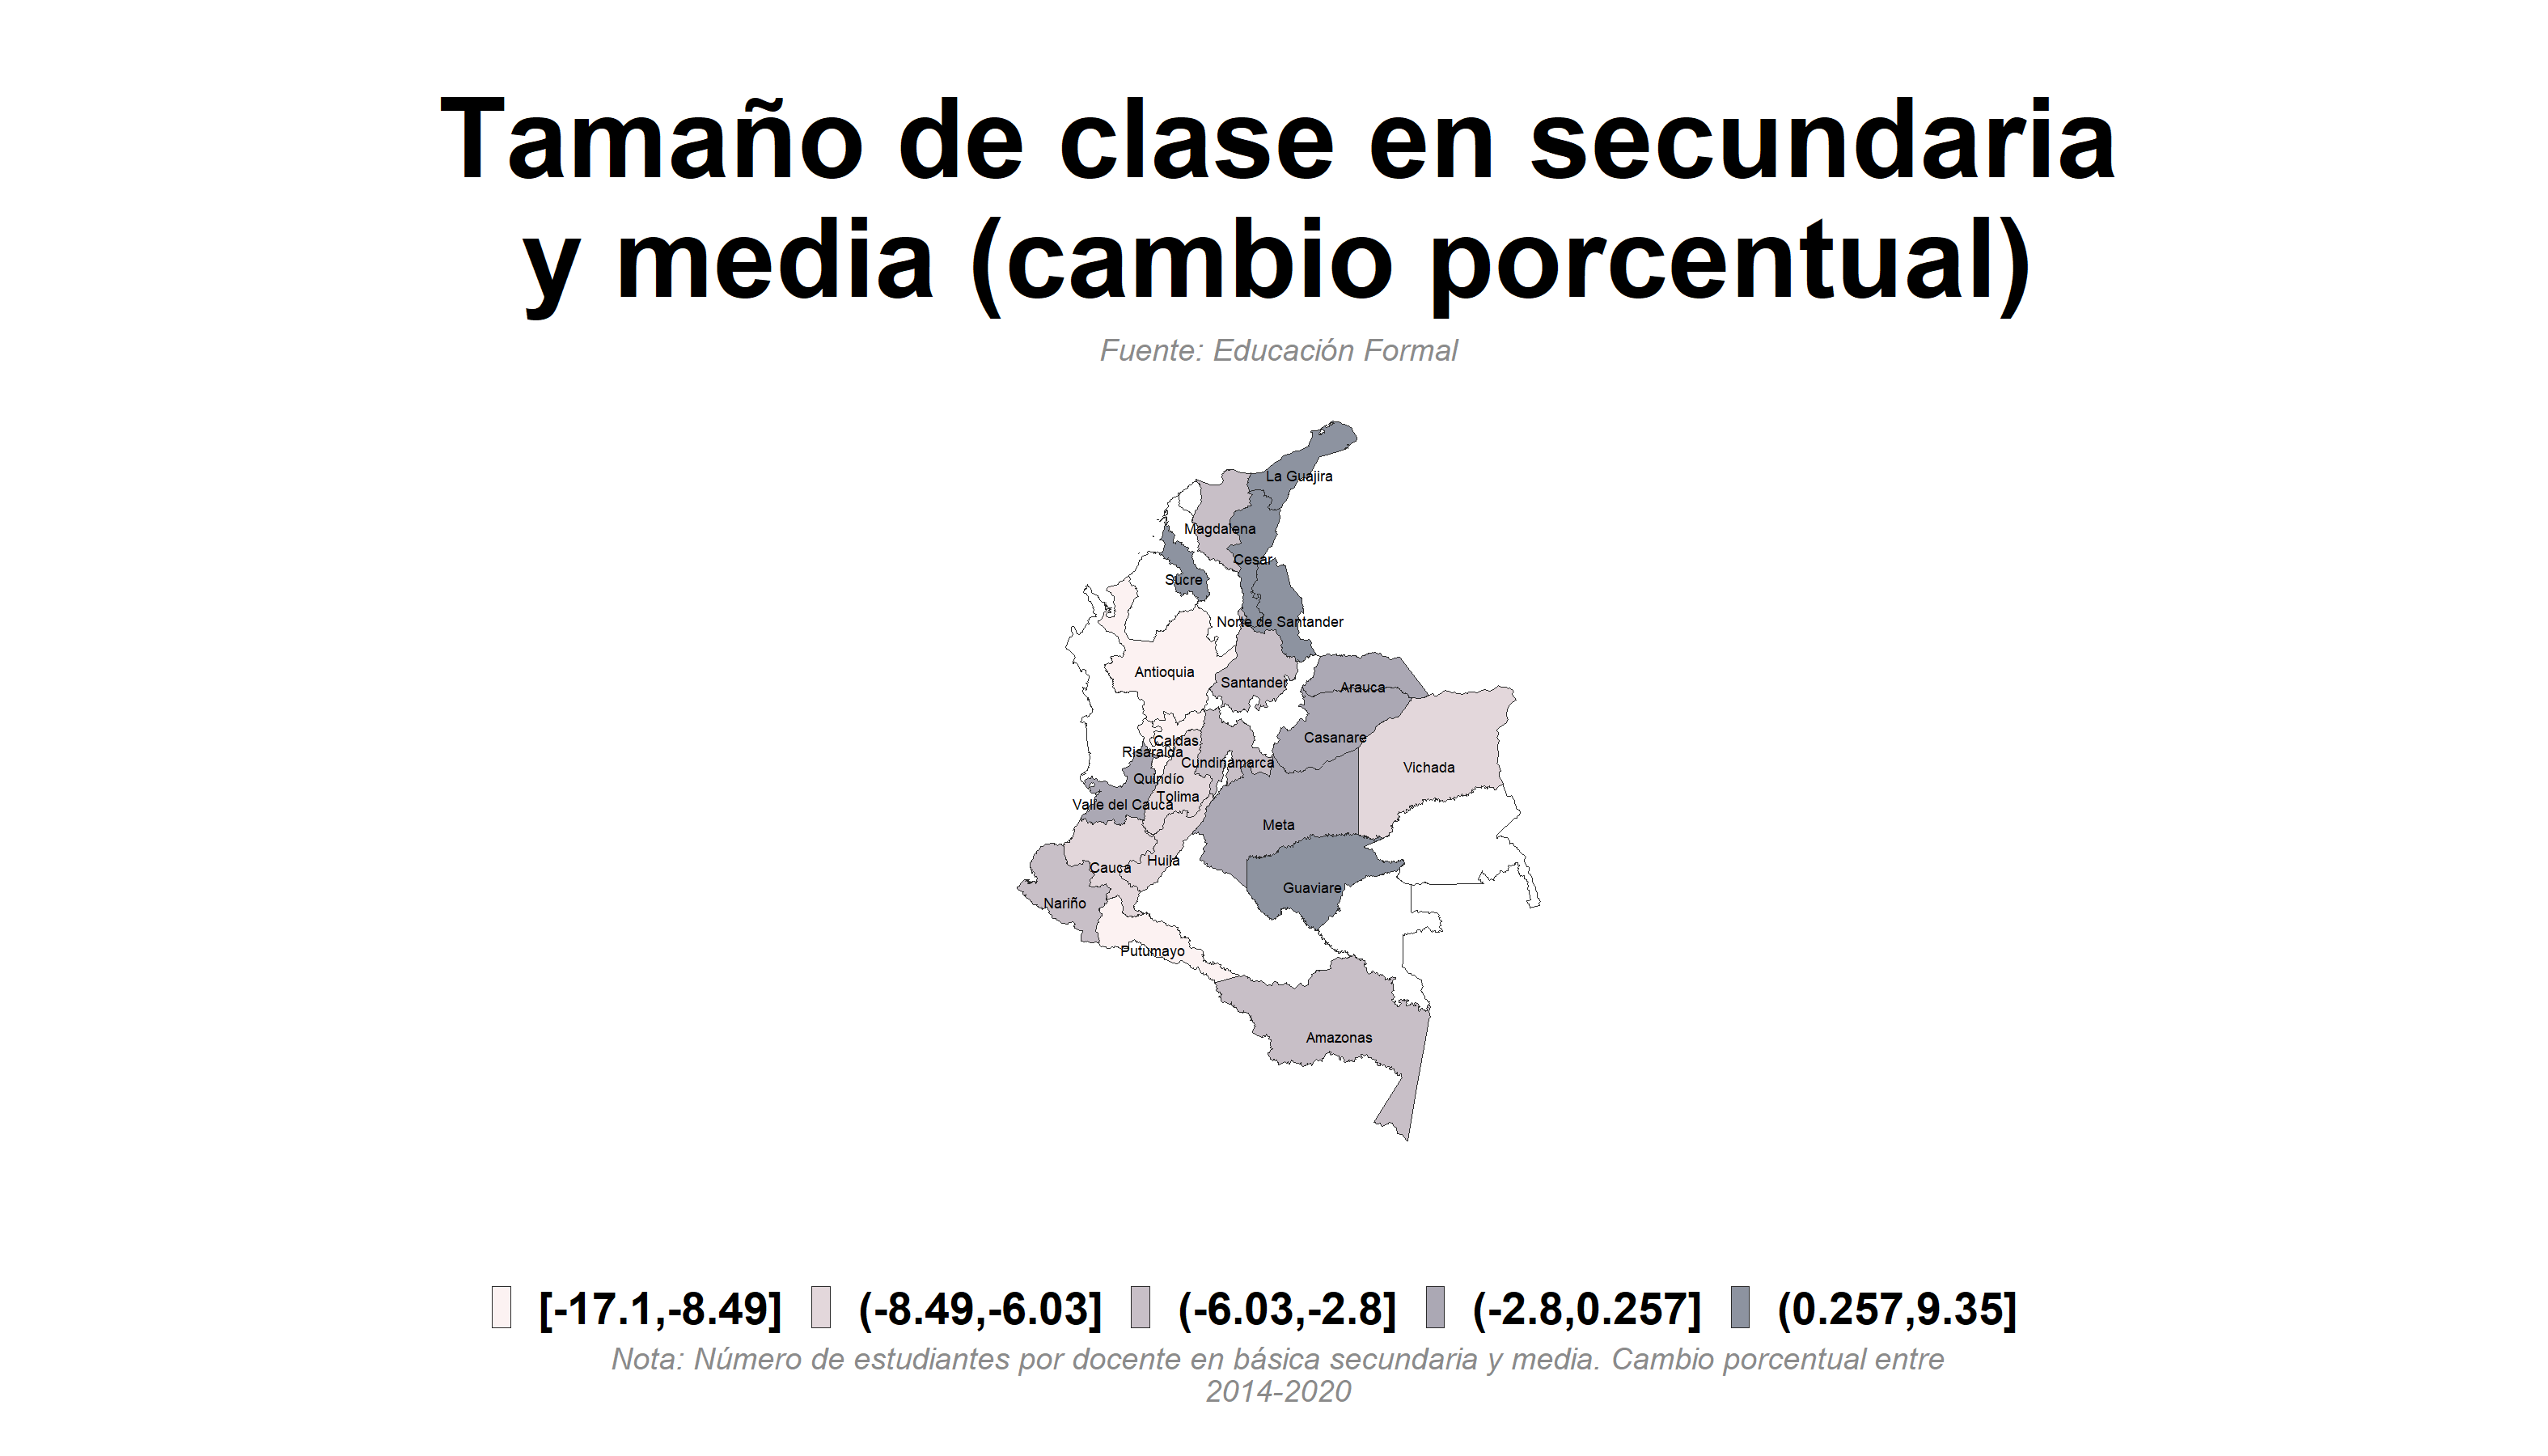 Tamaño de clase en secundaria
y media (cambio porcentual)
Fuente: Educación Formal
La Guajira
Magdalena
Cesar
Sucre
Norte de Santander
Antioquia
Santander
Arauca
Casanare
Caldas
Risaralda
Cundinamarca
Vichada
Quindío
Tolima
Valle del Cauca
Meta
Huila
Cauca
Guaviare
Nariño
Putumayo
Amazonas
[-17.1,-8.49] (-8.49,-6.03] (-6.03,-2.8] (-2.8,0.257] (0.257,9.35]
Nota: Número de estudiantes por docente en básica secundaria y media. Cambio porcentual entre
2014-2020